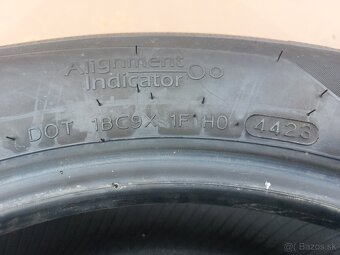 Alignment
Indicator
DOT 1BC9X 1F H0 4423
Bazos.sk